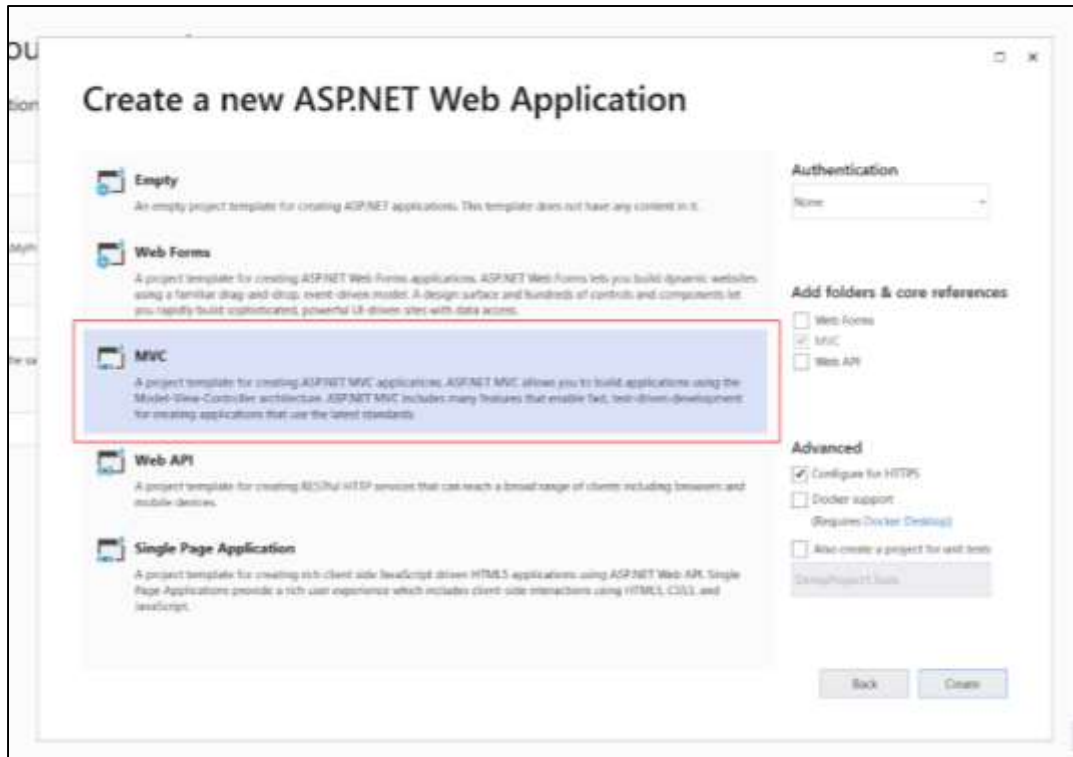 ou
tion
Create a new ASP.NET Web Application
Empty
An empty project template for creating ASP.NET applications. This template does not have any content in it.
Web Forms
A project template for creating ASP.NET Web Forms applications. ASP.NET Web Forms lets you build dynamic websites
using a familiar drag-and-drop, event-driven model. A design surface and hundreds of controls and components let
you rapidly build sophisticated, powerful UI-driven sites with data access.
MVC
A project template for creating ASP.NET MVC applications. ASP.NET MVC allows you to build applications using the
Model-View-Controller architecture. ASP.NET MVC includes many features that enable fast, test-driven development
for creating applications that use the latest standards.
Web API
A project template for creating RESTful HTTP services that can reach a broad range of clients including browsers and
mobile devices.
Single Page Application
A project template for creating rich client side JavaScript driven HTML5 applications using ASP.NET Web API. Single
Page Applications provide a rich user experience which includes client-side interactions using HTML5, CSS3, and
JavaScript.
Authentication
None
Add folders & core references
Web Forms
MVC
Web API
Advanced
Configure for HTTPS
Docker support
(Requires Docker Desktop)
Also create a project for unit tests
Back
Create